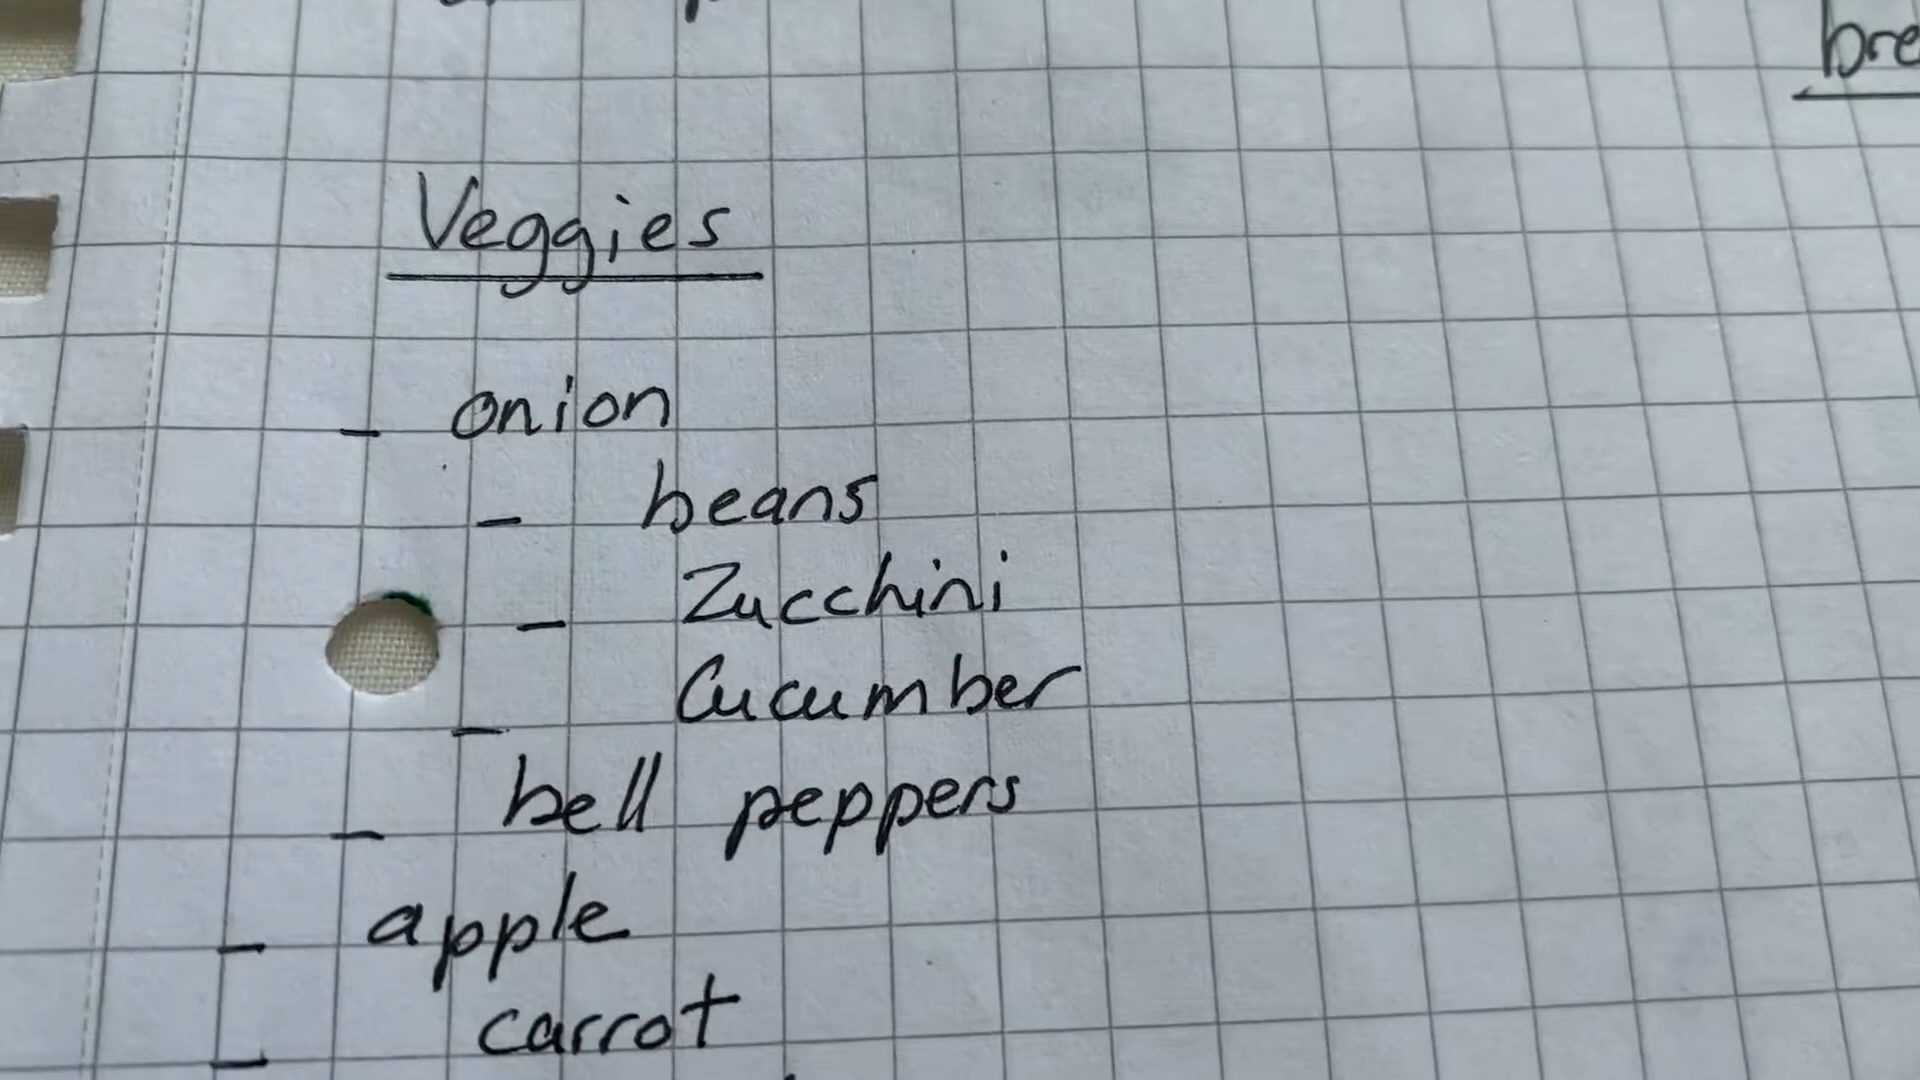 Veggies
- onion
- beans
- Zucchini
- Cucumber
- bell peppers
- apple
- carrot